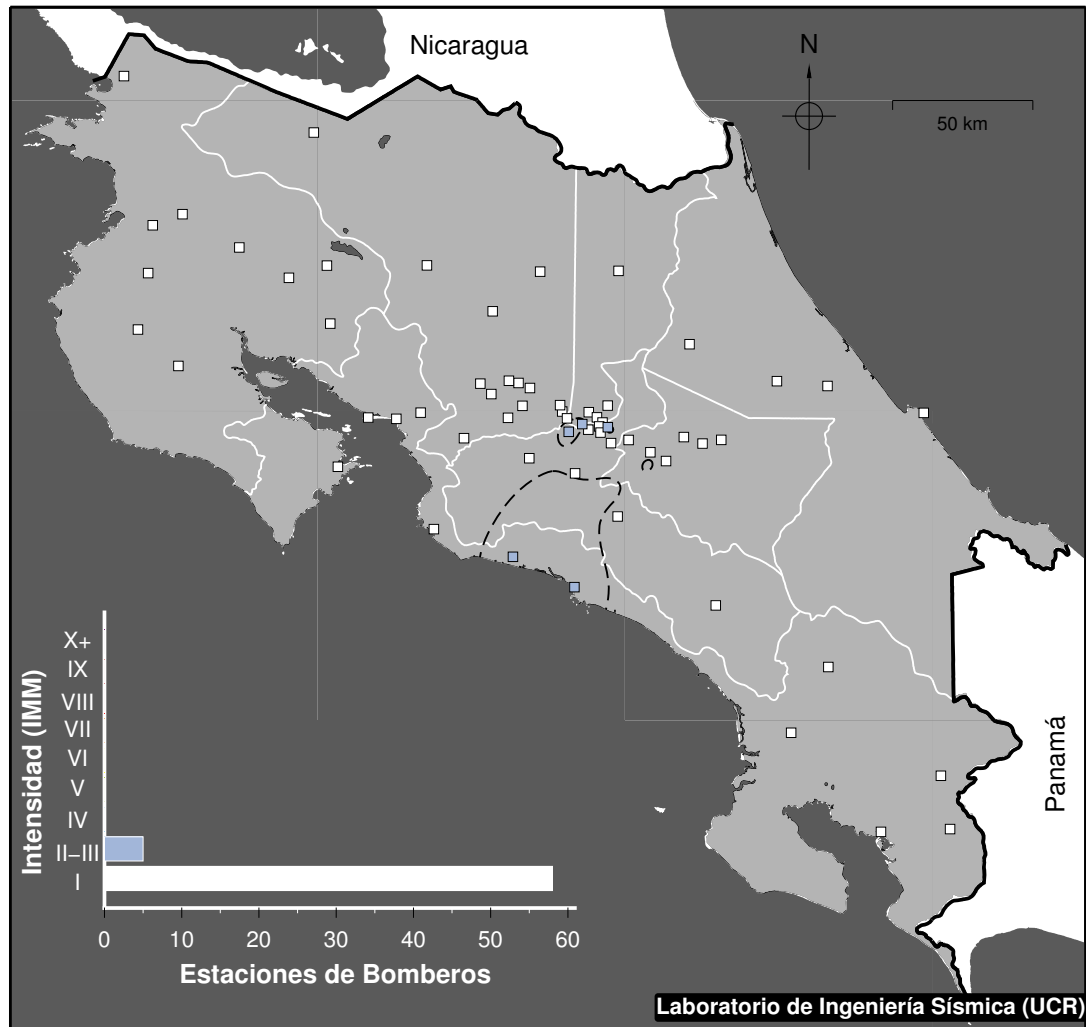 Nicaragua
N
50 km
Panamá
Intensidad (IMM)
X+
IX
VIII
VII
VI
V
IV
II–III
I
0 10 20 30 40 50 60
Estaciones de Bomberos
Laboratorio de Ingeniería Sísmica (UCR)